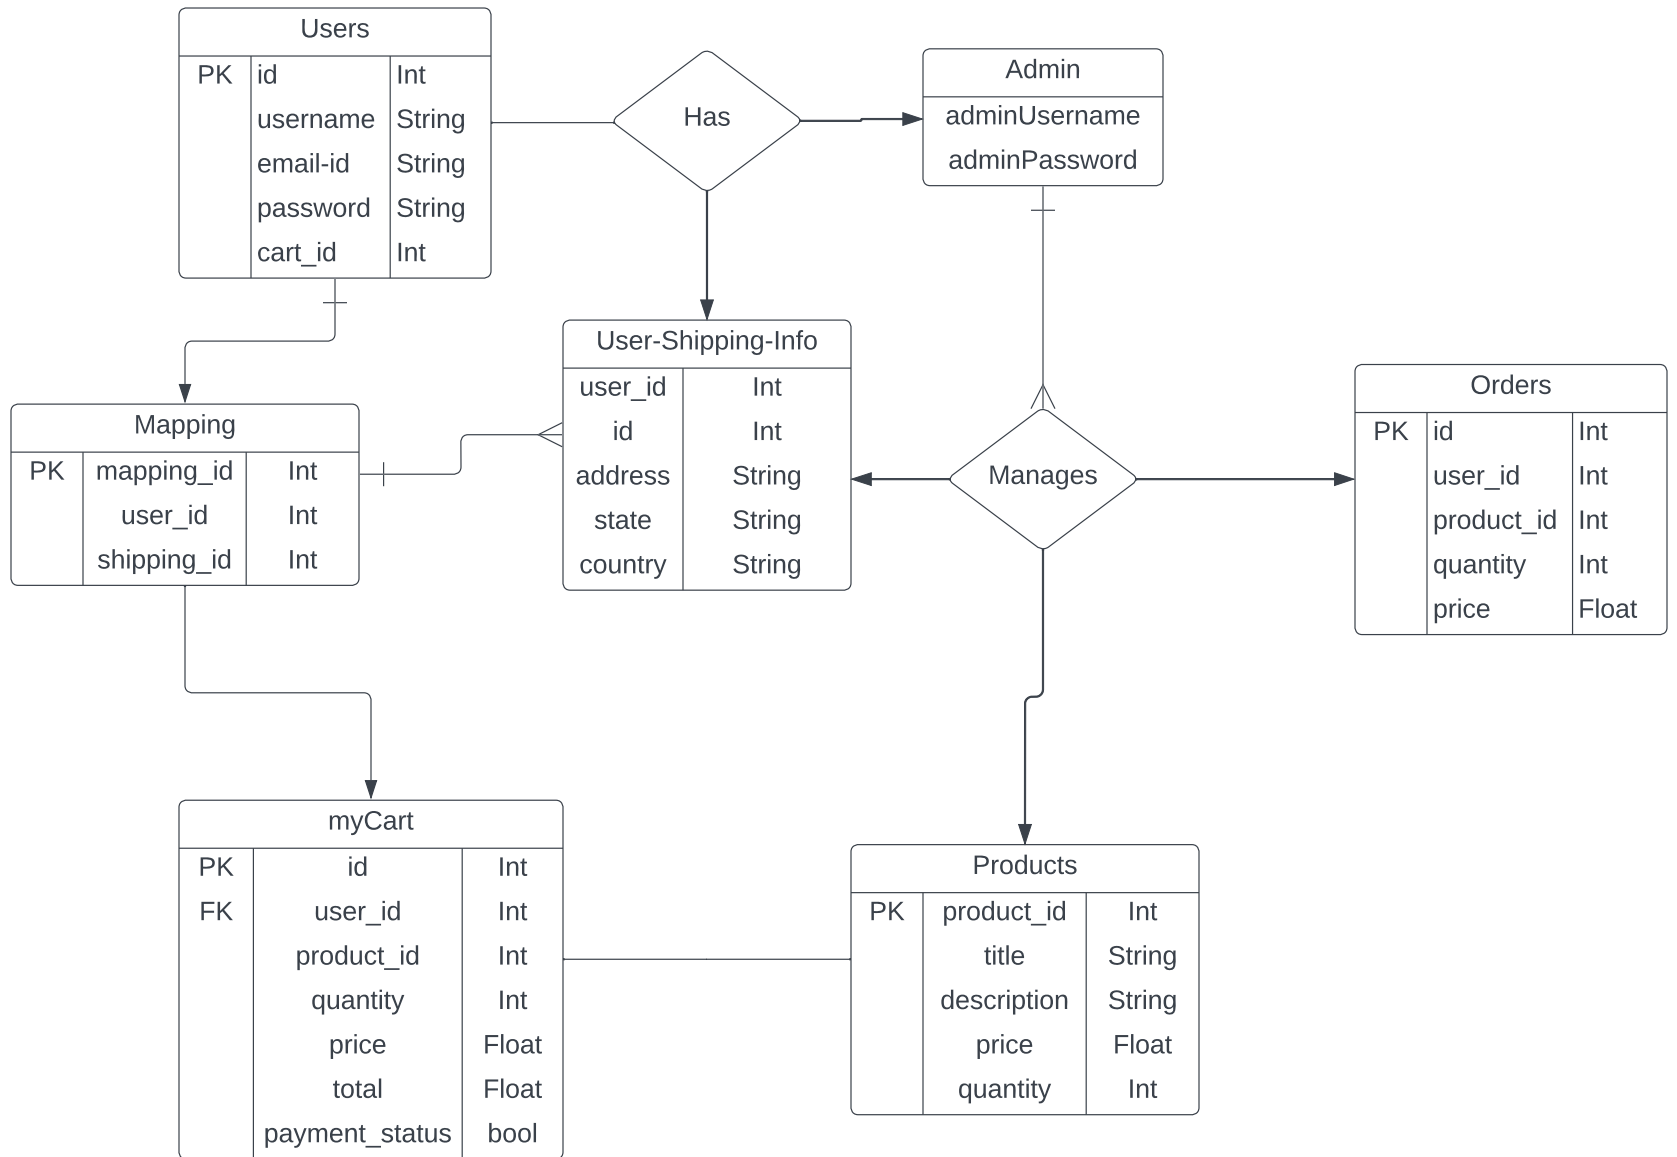 Users
PK id Int
username String
email-id String
password String
cart_id Int
Has
Admin
adminUsername
adminPassword
User-Shipping-Info
user_id Int
id Int
address String
state String
country String
Mapping
PK mapping_id Int
user_id Int
shipping_id Int
Manages
Orders
PK id Int
user_id Int
product_id Int
quantity Int
price Float
myCart
PK id Int
FK user_id Int
product_id Int
quantity Int
price Float
total Float
payment_status bool
Products
PK product_id Int
title String
description String
price Float
quantity Int